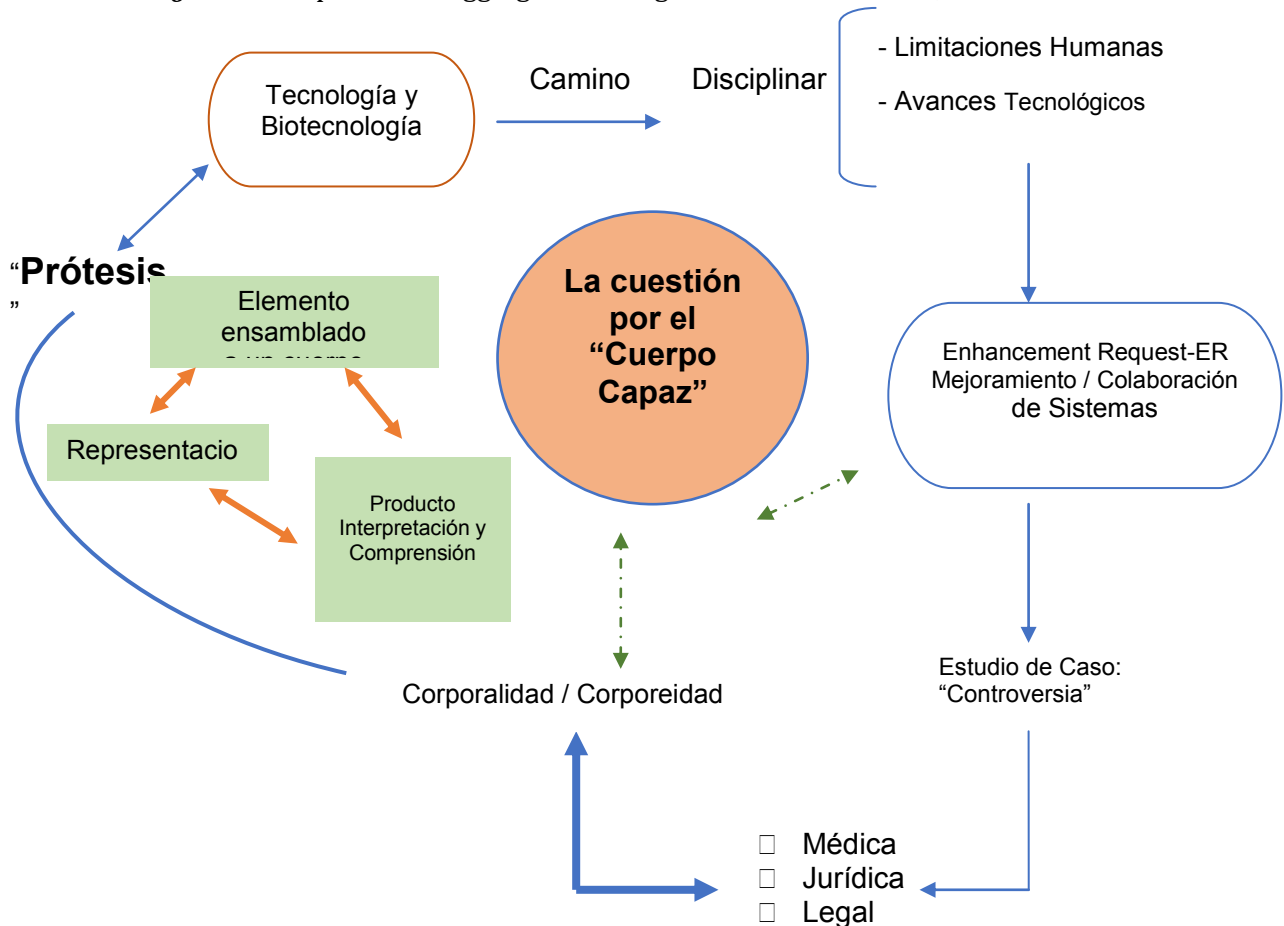 - Limitaciones Humanas
- Avances Tecnológicos
Camino Disciplinar
Tecnología y
Biotecnología
“Prótesis
”
Elemento
ensamblado
La cuestión
por el
“Cuerpo
Capaz”
Enhancement Request-ER
Mejoramiento / Colaboración
de Sistemas
Representacio
Producto
Interpretación y
Comprensión
Corporalidad / Corporeidad
Estudio de Caso:
“Controversia”
Médica
Jurídica
Legal